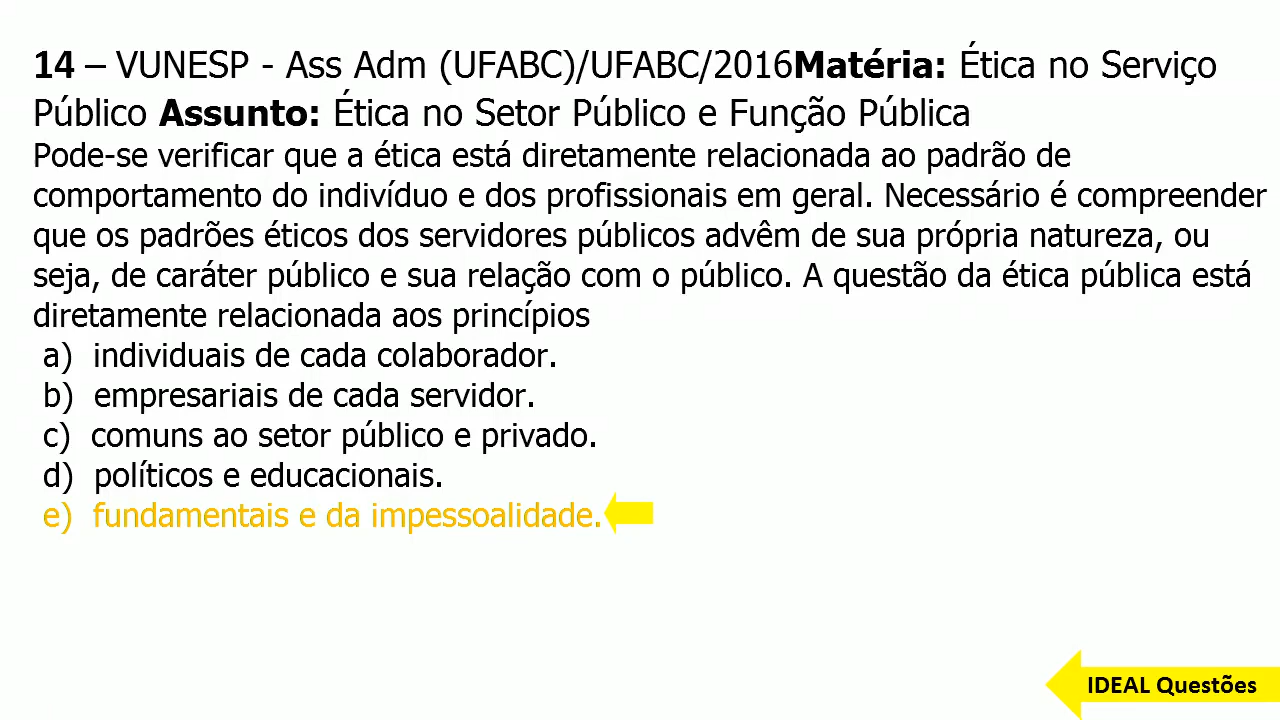 14 – VUNESP - Ass Adm (UFABC)/UFABC/2016Matéria: Ética no Serviço
Público Assunto: Ética no Setor Público e Função Pública
Pode-se verificar que a ética está diretamente relacionada ao padrão de
comportamento do indivíduo e dos profissionais em geral. Necessário é compreender
que os padrões éticos dos servidores públicos advêm de sua própria natureza, ou
seja, de caráter público e sua relação com o público. A questão da ética pública está
diretamente relacionada aos princípios
a) individuais de cada colaborador.
b) empresariais de cada servidor.
c) comuns ao setor público e privado.
d) políticos e educacionais.
e) fundamentais e da impessoalidade.
IDEAL Questões